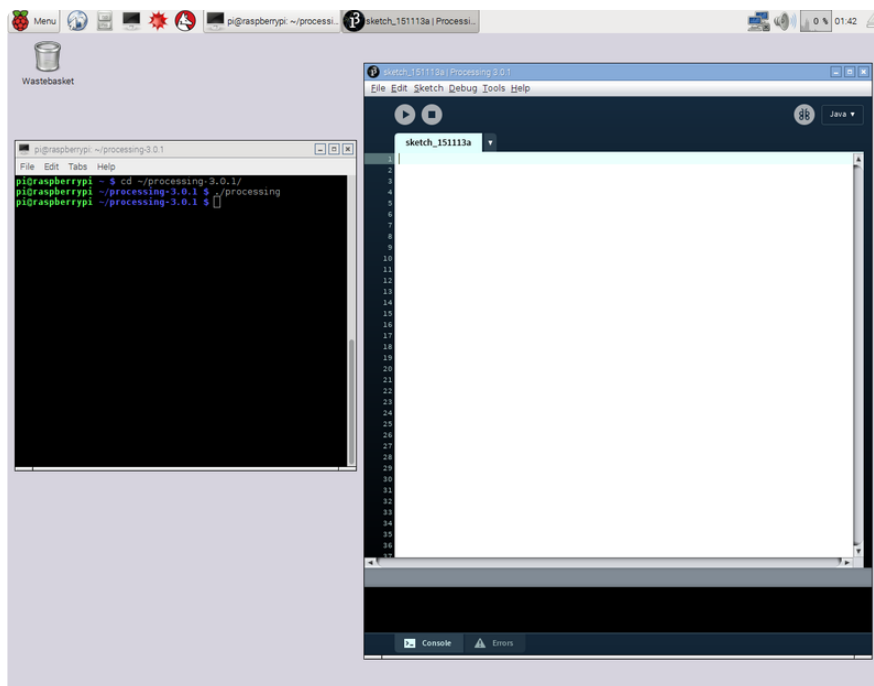 Menu
pi@raspberrypi: ~/processi...
sketch_151113a | Processi...
0 %
01:42
Wastebasket
pi@raspberrypi: ~/processing-3.0.1
File Edit Tabs Help
pi@raspberrypi ~ $ cd ~/processing-3.0.1/
pi@raspberrypi ~/processing-3.0.1 $ ./processing
pi@raspberrypi ~/processing-3.0.1 $
sketch_151113a | Processing 3.0.1
File Edit Sketch Debug Tools Help
Java
sketch_151113a
1
2
3
4
5
6
7
8
9
10
11
12
13
14
15
16
17
18
19
20
21
22
23
24
25
26
27
28
29
30
31
32
33
34
35
36
37
Console
Errors